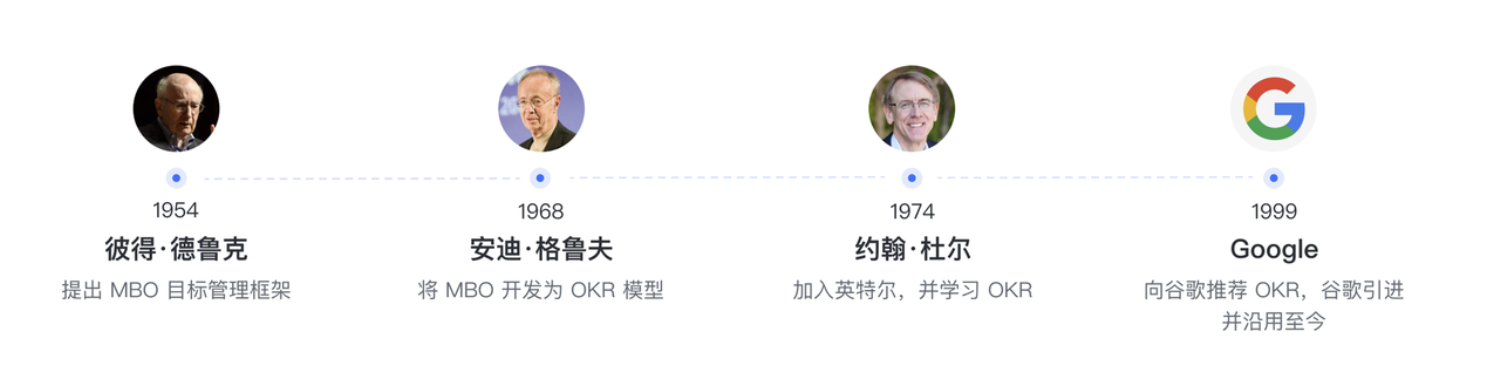 1954
彼得·德鲁克
提出 MBO 目标管理框架
1968
安迪·格鲁夫
将 MBO 开发为 OKR 模型
1974
约翰·杜尔
加入英特尔，并学习 OKR
1999
Google
向谷歌推荐 OKR，谷歌引进
并沿用至今